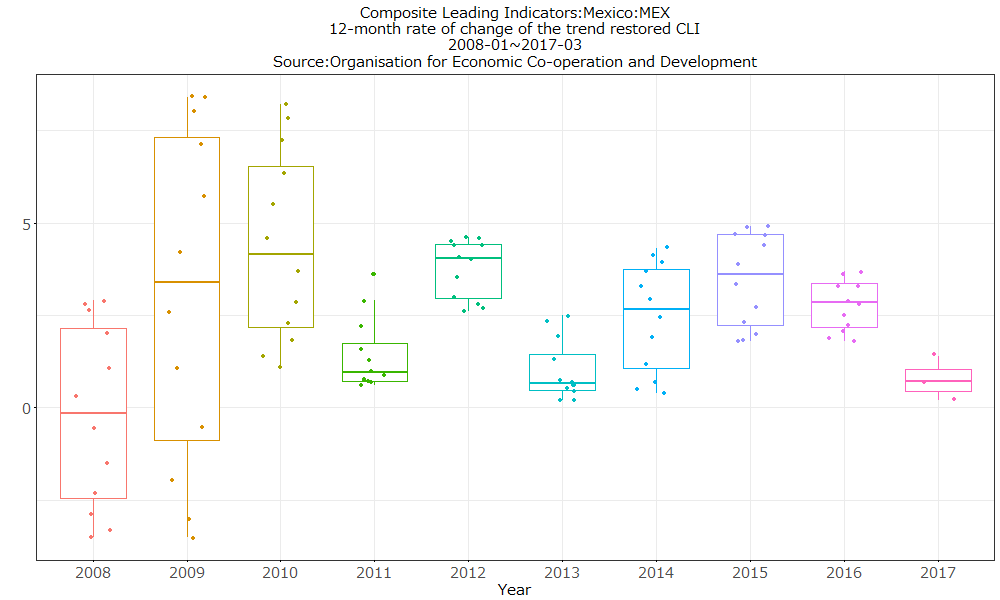 Composite Leading Indicators:Mexico:MEX
12-month rate of change of the trend restored CLI
2008-01~2017-03
Source:Organisation for Economic Co-operation and Development
5
0
2008 2009 2010 2011 2012 2013 2014 2015 2016 2017
Year